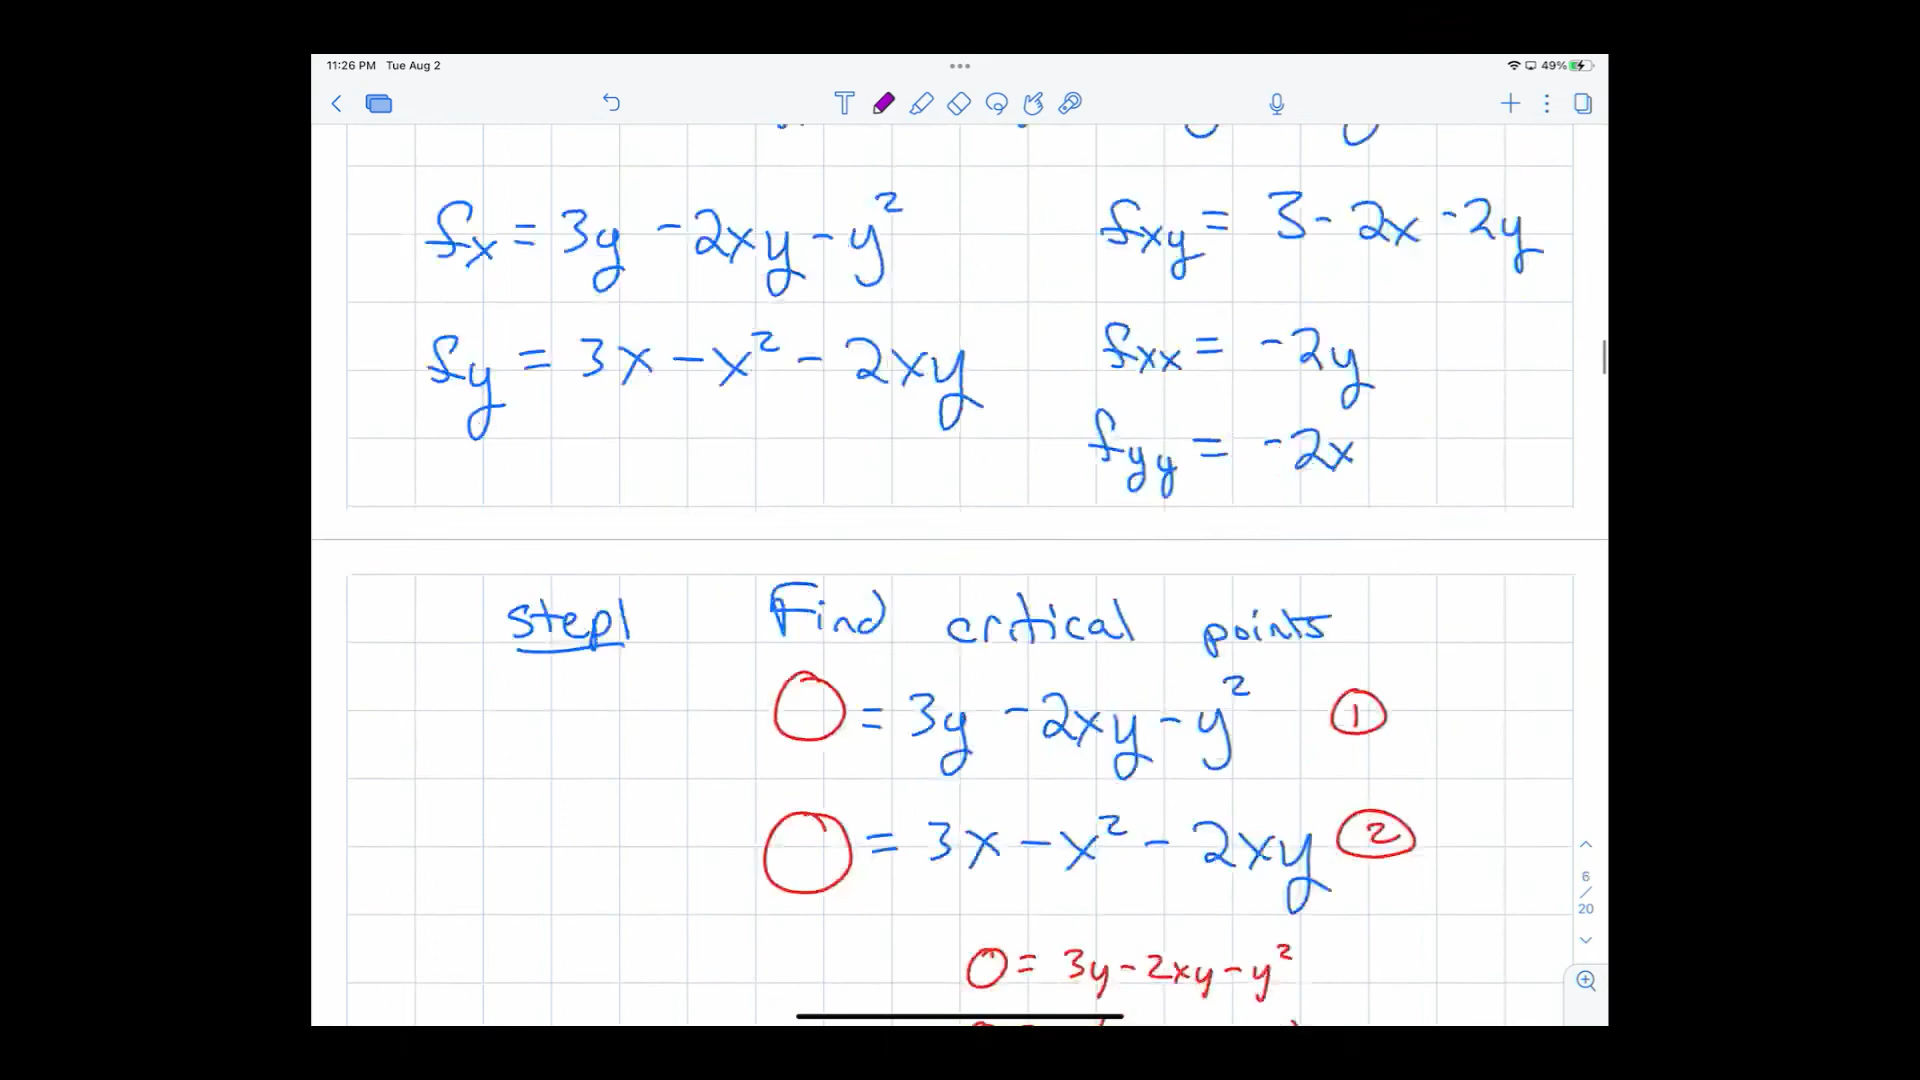 11:26 PM Tue Aug 2
49%
T
fx = 3y - 2xy - y²
fxy = 3 - 2x - 2y
fy = 3x - x² - 2xy
fxx = -2y
fyy = -2x
step1 Find critical points
0 = 3y - 2xy - y² ①
0 = 3x - x² - 2xy ②
6 / 20
0 = 3y - 2xy - y²